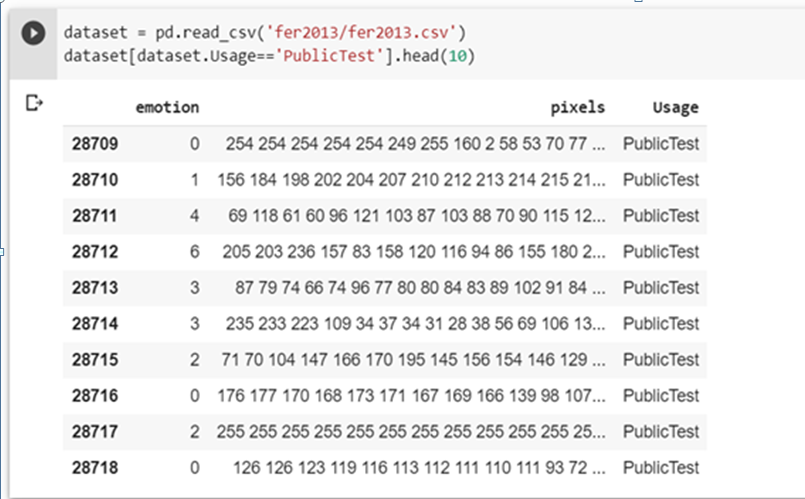 dataset = pd.read_csv('fer2013/fer2013.csv')
dataset[dataset.Usage=='PublicTest'].head(10)
emotion pixels Usage
28709 0 254 254 254 254 254 249 255 160 2 58 53 70 77 ... PublicTest
28710 1 156 184 198 202 204 207 210 212 213 214 215 21... PublicTest
28711 4 69 118 61 60 96 121 103 87 103 88 70 90 115 12... PublicTest
28712 6 205 203 236 157 83 158 120 116 94 86 155 180 2... PublicTest
28713 3 87 79 74 66 74 96 77 80 80 84 83 89 102 91 84 ... PublicTest
28714 3 235 233 223 109 34 37 34 31 28 38 56 69 106 13... PublicTest
28715 2 71 70 104 147 166 170 195 145 156 154 146 129 ... PublicTest
28716 0 176 177 170 168 173 171 167 169 166 139 98 107... PublicTest
28717 2 255 255 255 255 255 255 255 255 255 255 255 25... PublicTest
28718 0 126 126 123 119 116 113 112 111 110 111 93 72 ... PublicTest